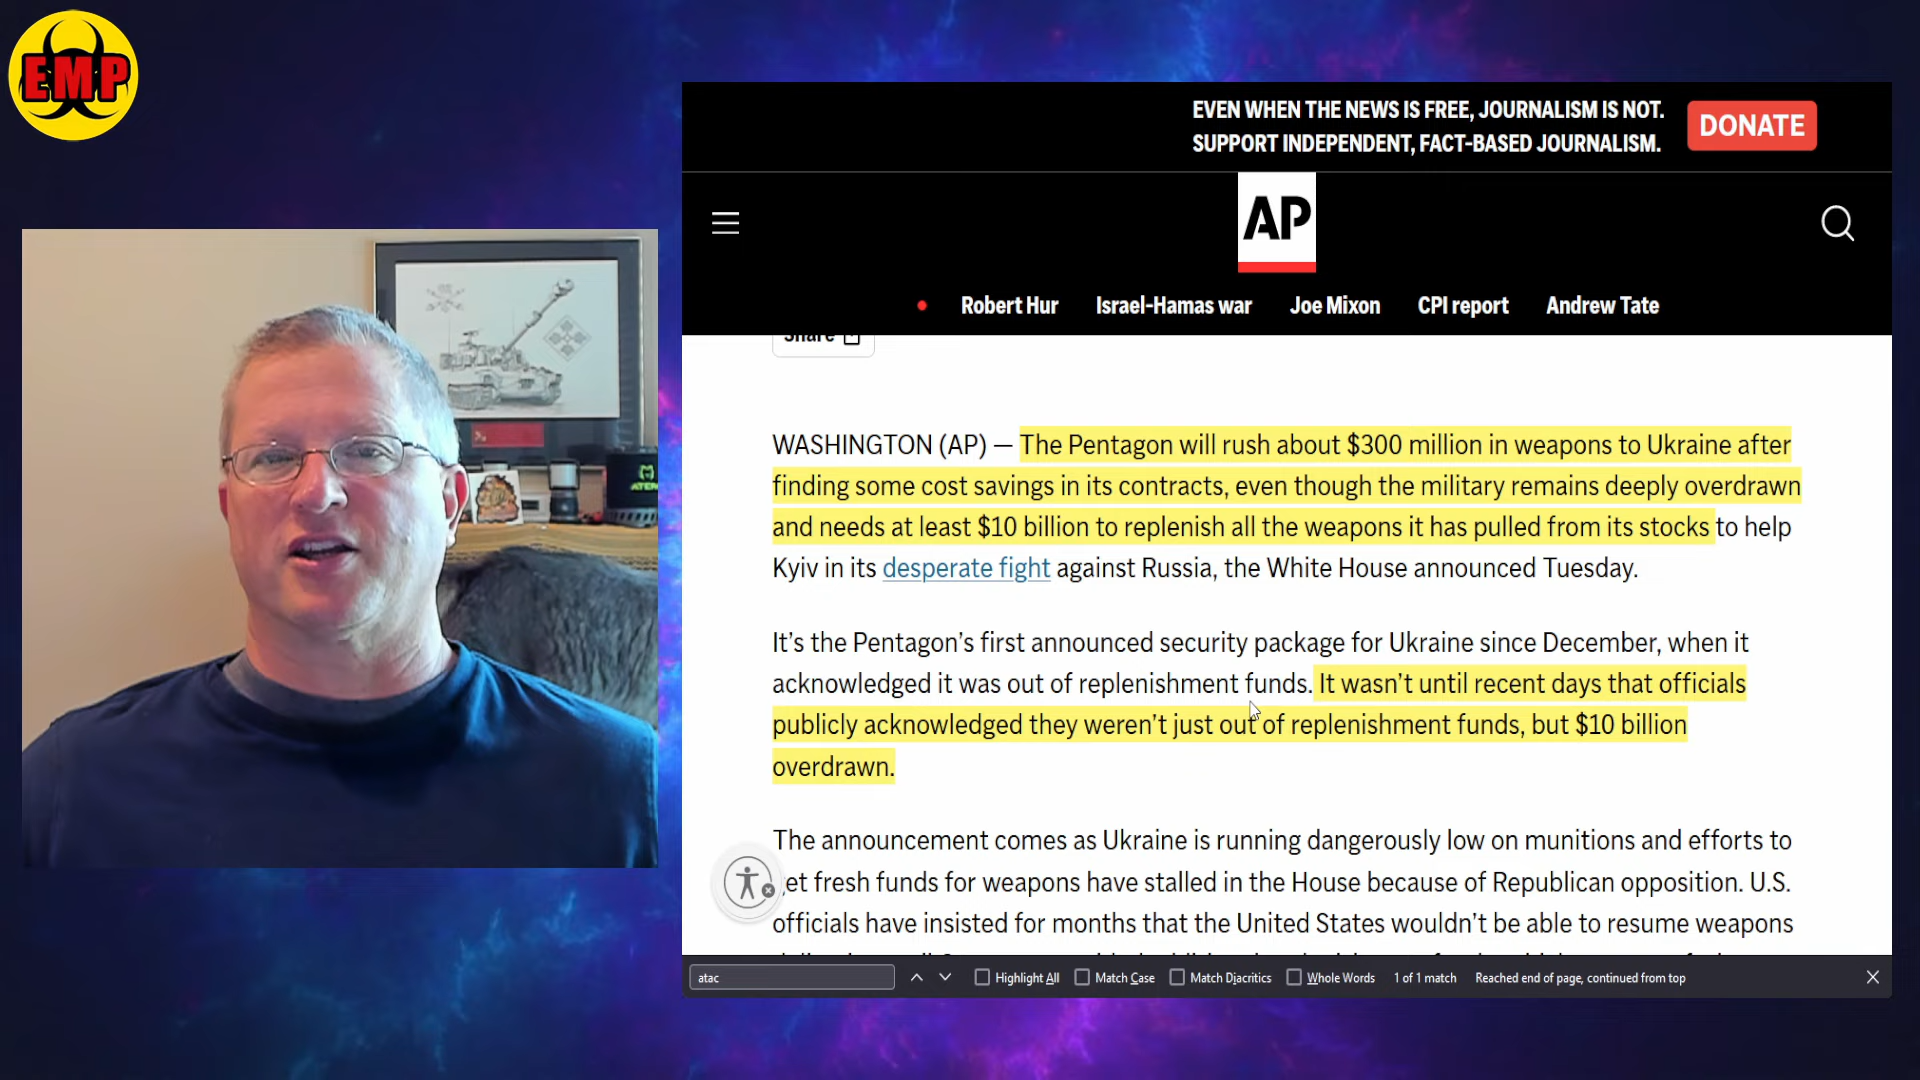 EMP
EVEN WHEN THE NEWS IS FREE, JOURNALISM IS NOT.
SUPPORT INDEPENDENT, FACT-BASED JOURNALISM.
DONATE
AP
Robert Hur
Israel-Hamas war
Joe Mixon
CPI report
Andrew Tate
Share
WASHINGTON (AP) — The Pentagon will rush about $300 million in weapons to Ukraine after
finding some cost savings in its contracts, even though the military remains deeply overdrawn
and needs at least $10 billion to replenish all the weapons it has pulled from its stocks to help
Kyiv in its desperate fight against Russia, the White House announced Tuesday.
It’s the Pentagon’s first announced security package for Ukraine since December, when it
acknowledged it was out of replenishment funds. It wasn’t until recent days that officials
publicly acknowledged they weren’t just out of replenishment funds, but $10 billion
overdrawn.
The announcement comes as Ukraine is running dangerously low on munitions and efforts to
get fresh funds for weapons have stalled in the House because of Republican opposition. U.S.
officials have insisted for months that the United States wouldn’t be able to resume weapons
atac
Highlight All
Match Case
Match Diacritics
Whole Words
1 of 1 match
Reached end of page, continued from top